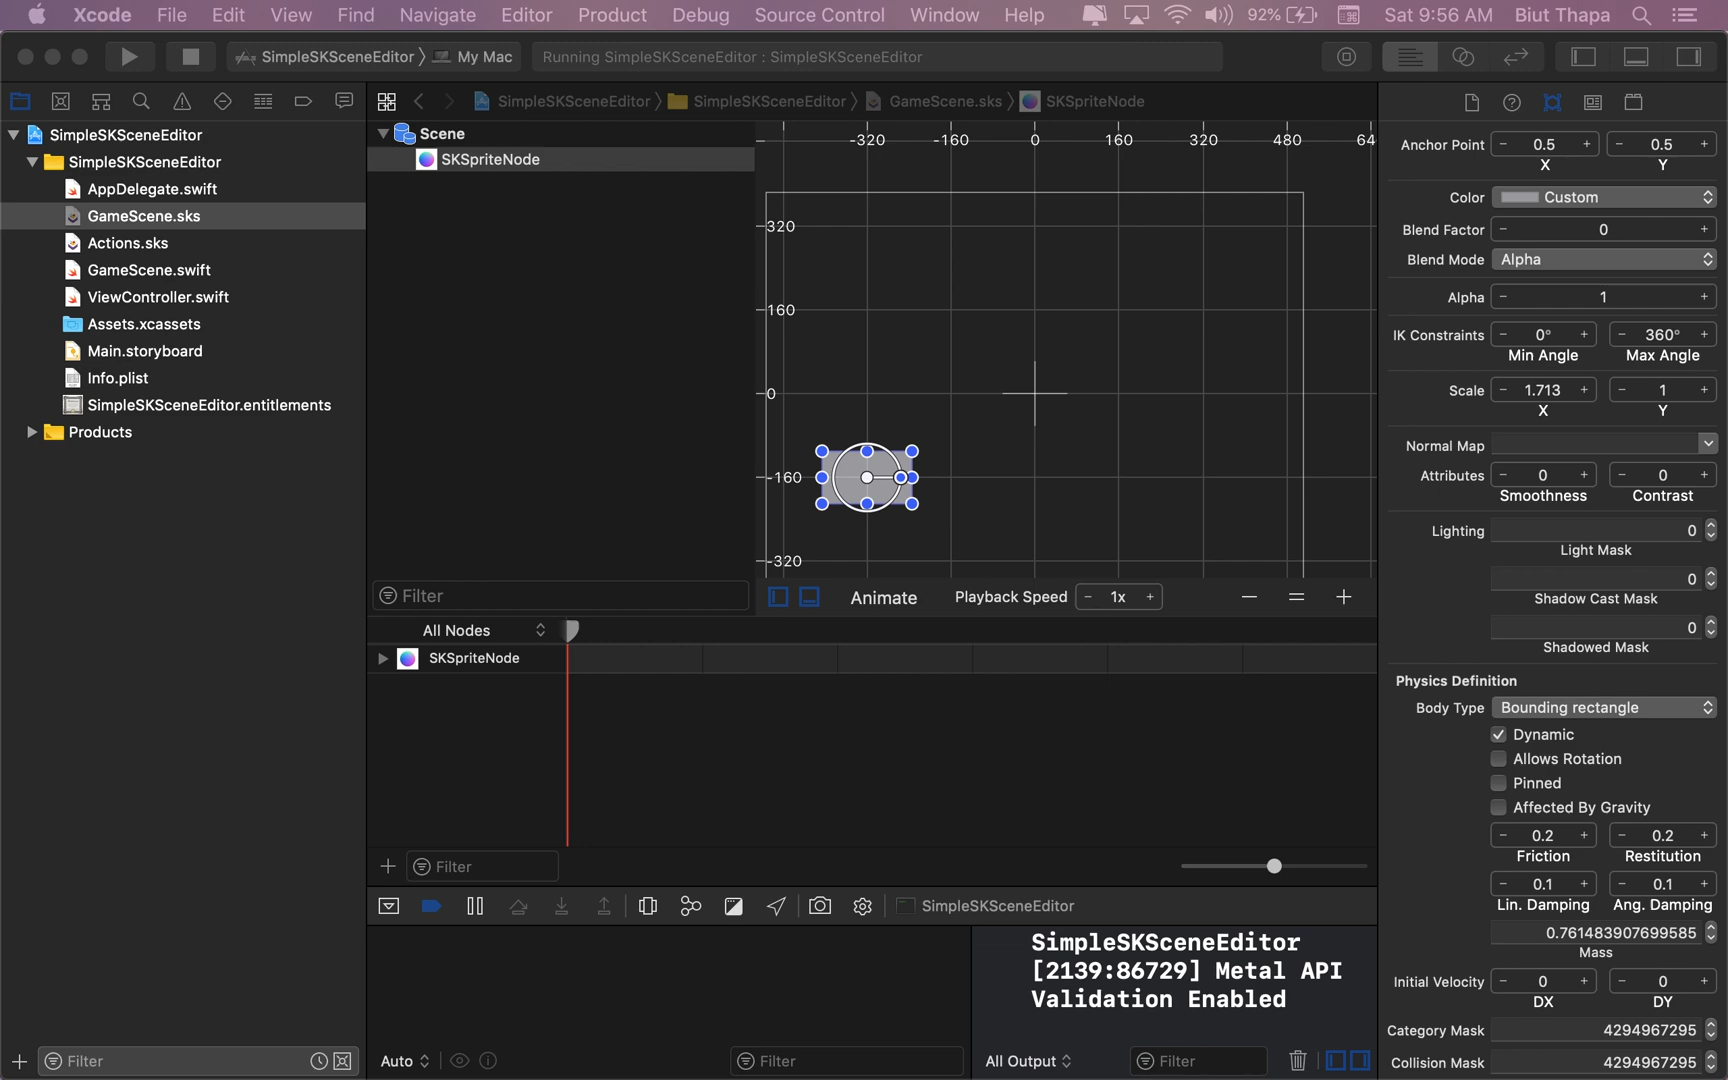 Xcode File Edit View Find Navigate Editor Product Debug Source Control Window Help 92% Sat 9:56 AM Biut Thapa
SimpleSKSceneEditor My Mac Running SimpleSKSceneEditor : SimpleSKSceneEditor
SimpleSKSceneEditor SimpleSKSceneEditor GameScene.sks SKSpriteNode
SimpleSKSceneEditor
SimpleSKSceneEditor
AppDelegate.swift
GameScene.sks
Actions.sks
GameScene.swift
ViewController.swift
Assets.xcassets
Main.storyboard
Info.plist
SimpleSKSceneEditor.entitlements
Products
Filter
Scene
SKSpriteNode
Filter
-320 -160 0 160 320 480 64
320
160
0
-160
-320
Animate Playback Speed - 1x +
All Nodes
SKSpriteNode
Filter
SimpleSKSceneEditor
SimpleSKSceneEditor
[2139:86729] Metal API
Validation Enabled
Auto Filter All Output Filter
Anchor Point - 0.5 + - 0.5 +
X Y
Color Custom
Blend Factor - 0 +
Blend Mode Alpha
Alpha - 1 +
IK Constraints - 0° + - 360° +
Min Angle Max Angle
Scale - 1.713 + - 1 +
X Y
Normal Map
Attributes - 0 + - 0 +
Smoothness Contrast
Lighting 0
Light Mask
0
Shadow Cast Mask
0
Shadowed Mask
Physics Definition
Body Type Bounding rectangle
Dynamic
Allows Rotation
Pinned
Affected By Gravity
- 0.2 + - 0.2 +
Friction Restitution
- 0.1 + - 0.1 +
Lin. Damping Ang. Damping
0.761483907699585
Mass
Initial Velocity - 0 + - 0 +
DX DY
Category Mask 4294967295
Collision Mask 4294967295